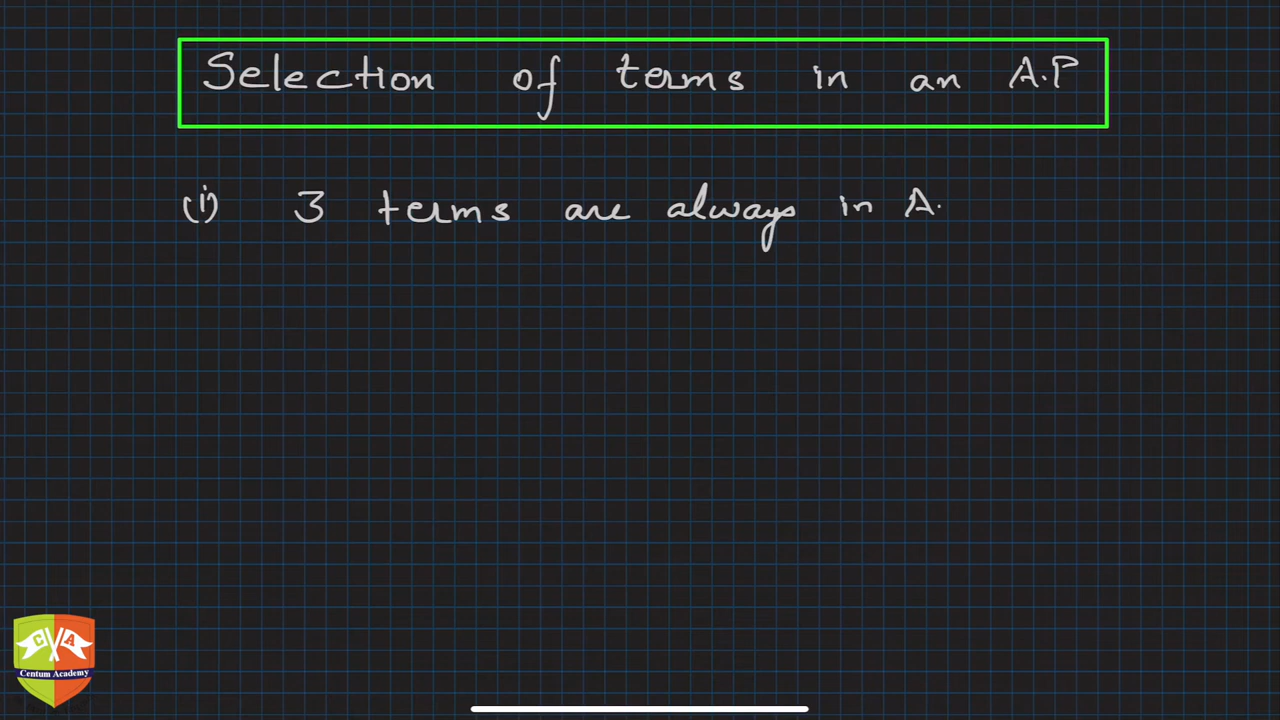 Selection of terms in an A.P
(i) 3 terms are always in A.
C A
Centum Academy